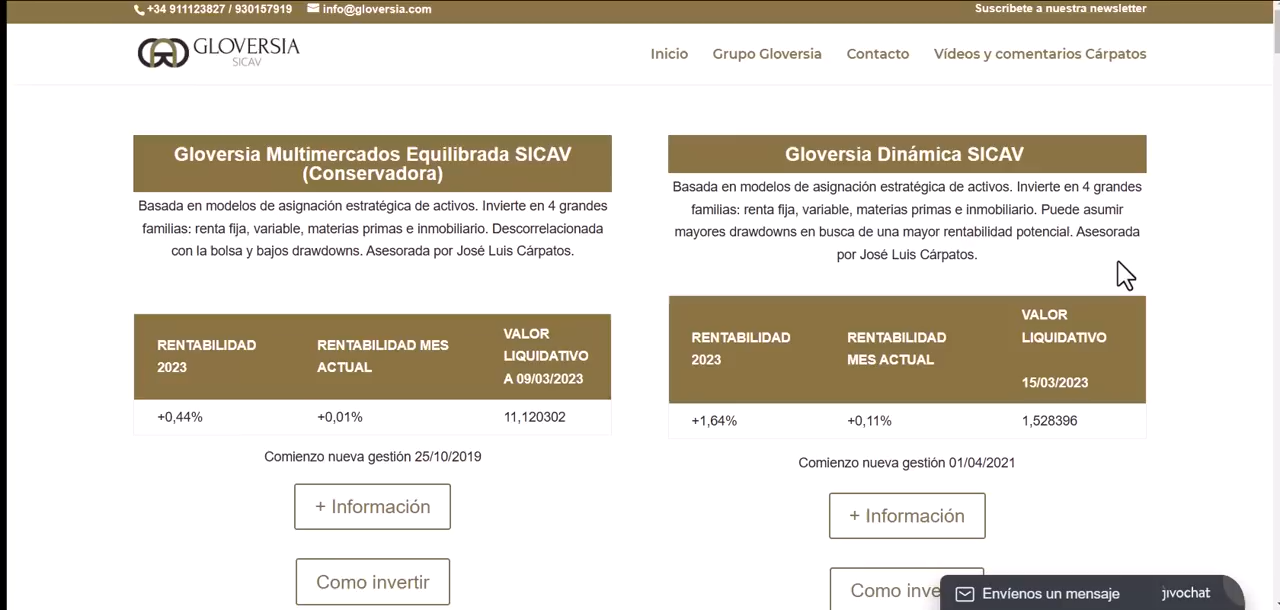 +34 911123827 / 930157919 info@gloversia.com Suscríbete a nuestra newsletter
GLOVERSIA
SICAV
Inicio Grupo Gloversia Contacto Vídeos y comentarios Cárpatos
Gloversia Multimercados Equilibrada SICAV
(Conservadora)
Basada en modelos de asignación estratégica de activos. Invierte en 4 grandes
familias: renta fija, variable, materias primas e inmobiliario. Descorrelacionada
con la bolsa y bajos drawdowns. Asesorada por José Luis Cárpatos.
RENTABILIDAD
2023
RENTABILIDAD MES
ACTUAL
VALOR
LIQUIDATIVO
A 09/03/2023
+0,44% +0,01% 11,120302
Comienzo nueva gestión 25/10/2019
+ Información
Como invertir
Gloversia Dinámica SICAV
Basada en modelos de asignación estratégica de activos. Invierte en 4 grandes
familias: renta fija, variable, materias primas e inmobiliario. Puede asumir
mayores drawdowns en busca de una mayor rentabilidad potencial. Asesorada
por José Luis Cárpatos.
RENTABILIDAD
2023
RENTABILIDAD
MES ACTUAL
VALOR
LIQUIDATIVO
15/03/2023
+1,64% +0,11% 1,528396
Comienzo nueva gestión 01/04/2021
+ Información
Como inve
Envíenos un mensaje jivochat